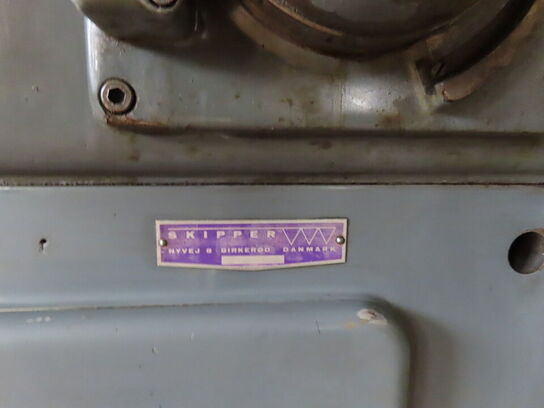 SKIPPER
NYVEJ 8 BIRKERØD DANMARK